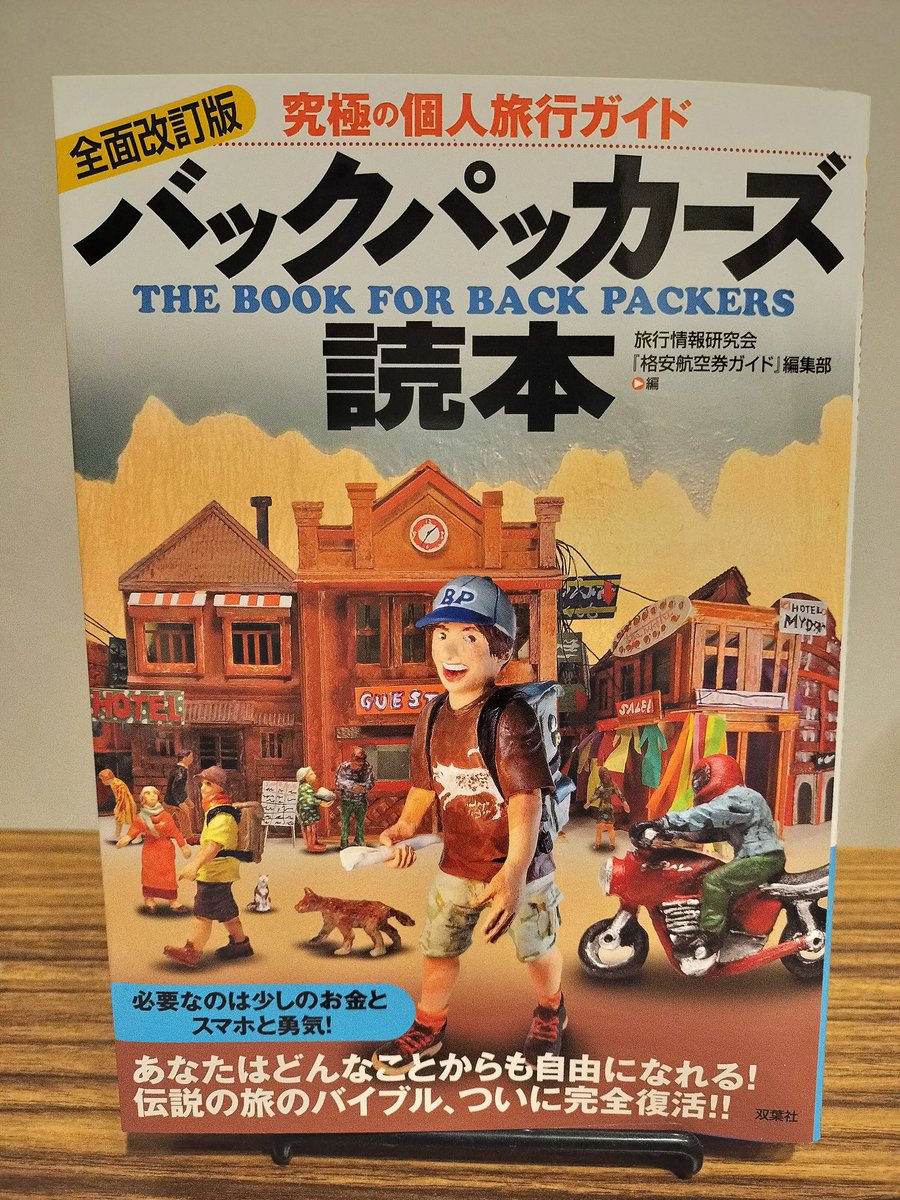 全面改訂版
究極の個人旅行ガイド
バックパッカーズ
THE BOOK FOR BACK PACKERS
読本
旅行情報研究会
『格安航空券ガイド』編集部
編
BP
HOTEL
GUEST
SALE!
HOTEL
必要なのは少しのお金と
スマホと勇気!
あなたはどんなことからも自由になれる!
伝説の旅のバイブル、ついに完全復活!!
双葉社